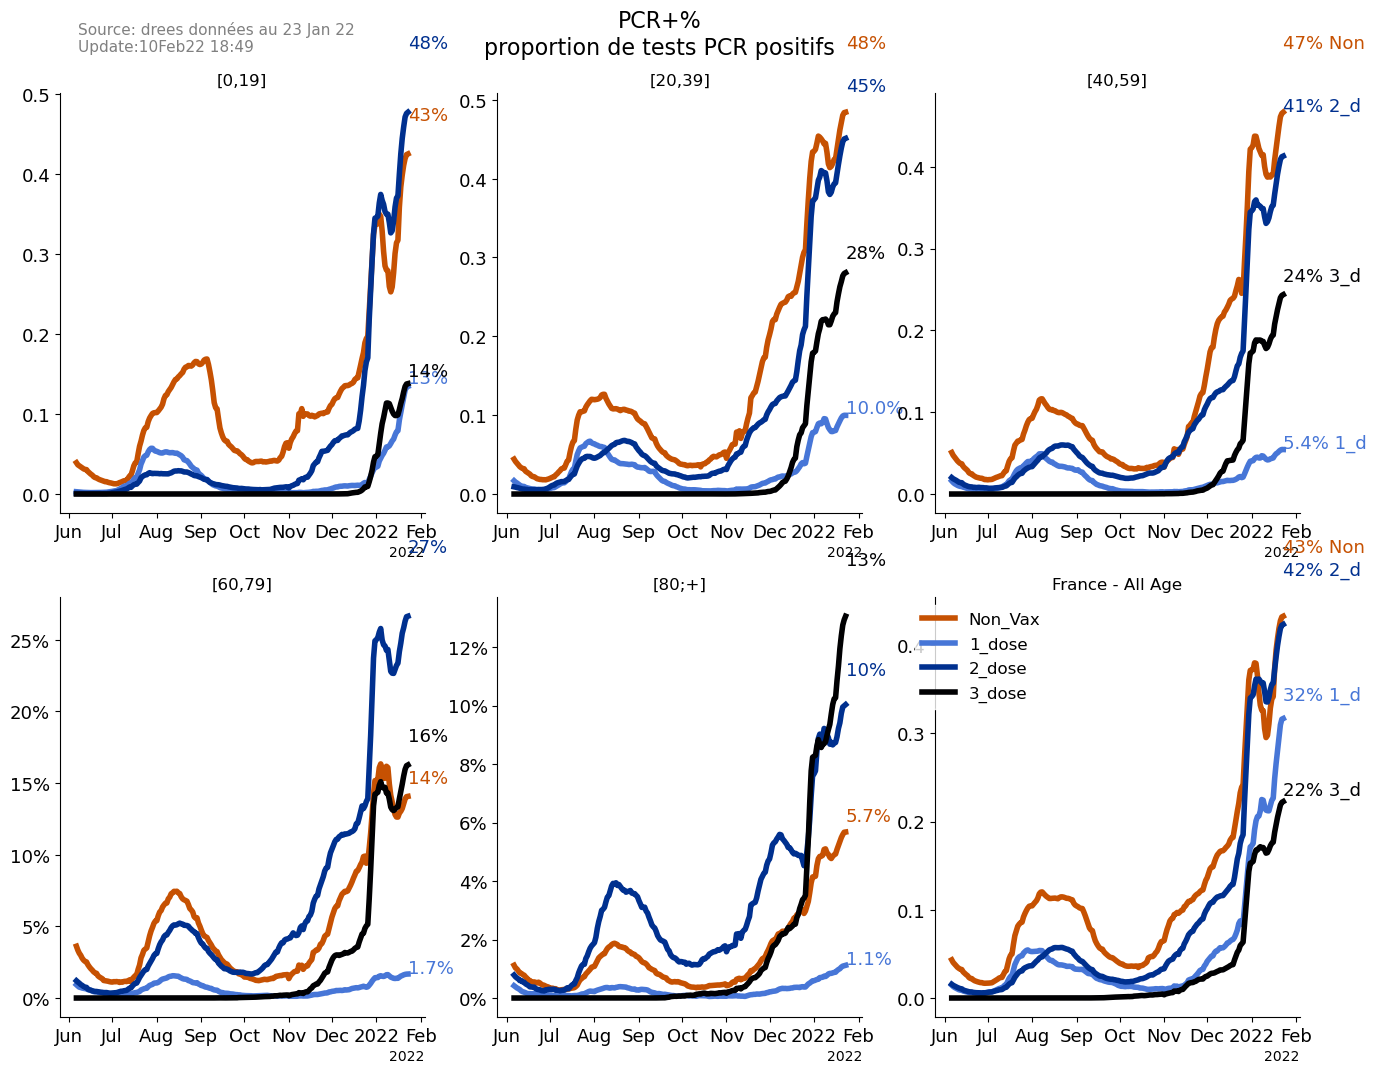 PCR+%
proportion de tests PCR positifs
Source: drees données au 23 Jan 22
Update:10Feb22 18:49
[0,19]
48%
43%
14%
13%
0.5
0.4
0.3
0.2
0.1
0.0
Jun Jul Aug Sep Oct Nov Dec 2022 Feb
2022
[20,39]
48%
45%
28%
10.0%
0.5
0.4
0.3
0.2
0.1
0.0
Jun Jul Aug Sep Oct Nov Dec 2022 Feb
2022
[40,59]
47% Non
41% 2_d
24% 3_d
5.4% 1_d
0.4
0.3
0.2
0.1
0.0
Jun Jul Aug Sep Oct Nov Dec 2022 Feb
2022
[60,79]
27%
16%
14%
1.7%
25%
20%
15%
10%
5%
0%
Jun Jul Aug Sep Oct Nov Dec 2022 Feb
2022
[80;+]
13%
10%
5.7%
1.1%
12%
10%
8%
6%
4%
2%
0%
Jun Jul Aug Sep Oct Nov Dec 2022 Feb
2022
France - All Age
43% Non
42% 2_d
32% 1_d
22% 3_d
Non_Vax
1_dose
2_dose
3_dose
0.4
0.3
0.2
0.1
0.0
Jun Jul Aug Sep Oct Nov Dec 2022 Feb
2022